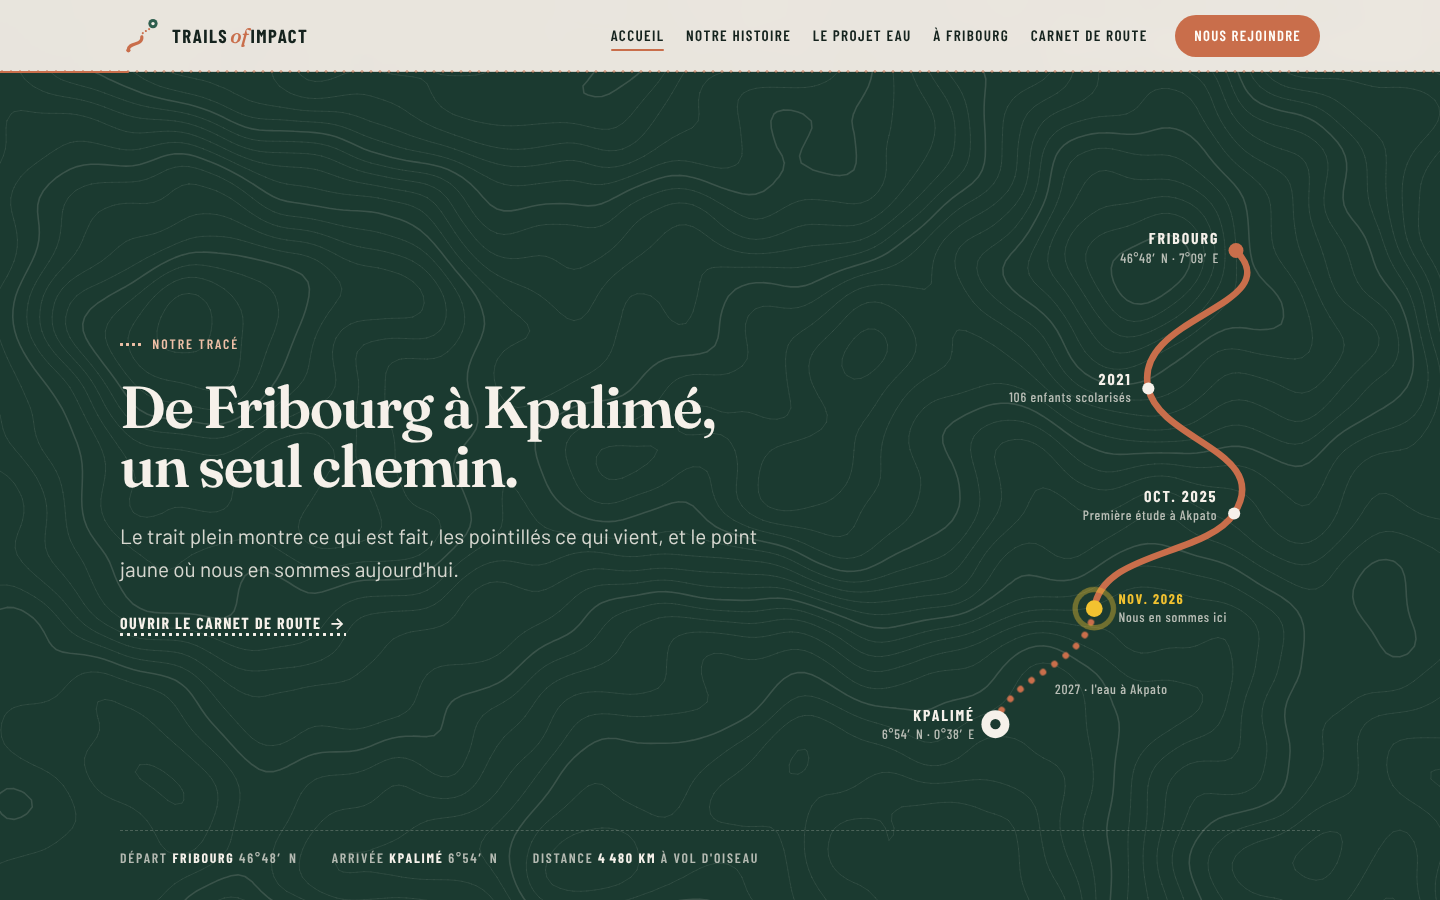 TRAILS of IMPACT
ACCUEIL
NOTRE HISTOIRE
LE PROJET EAU
À FRIBOURG
CARNET DE ROUTE
NOUS REJOINDRE
NOTRE TRACÉ
De Fribourg à Kpalimé,
un seul chemin.
Le trait plein montre ce qui est fait, les pointillés ce qui vient, et le point
jaune où nous en sommes aujourd'hui.
OUVRIR LE CARNET DE ROUTE →
FRIBOURG
46°48′ N · 7°09′ E
2021
106 enfants scolarisés
OCT. 2025
Première étude à Akpato
NOV. 2026
Nous en sommes ici
2027 · l'eau à Akpato
KPALIMÉ
6°54′ N · 0°38′ E
DÉPART FRIBOURG 46°48′ N
ARRIVÉE KPALIMÉ 6°54′ N
DISTANCE 4 480 KM À VOL D'OISEAU